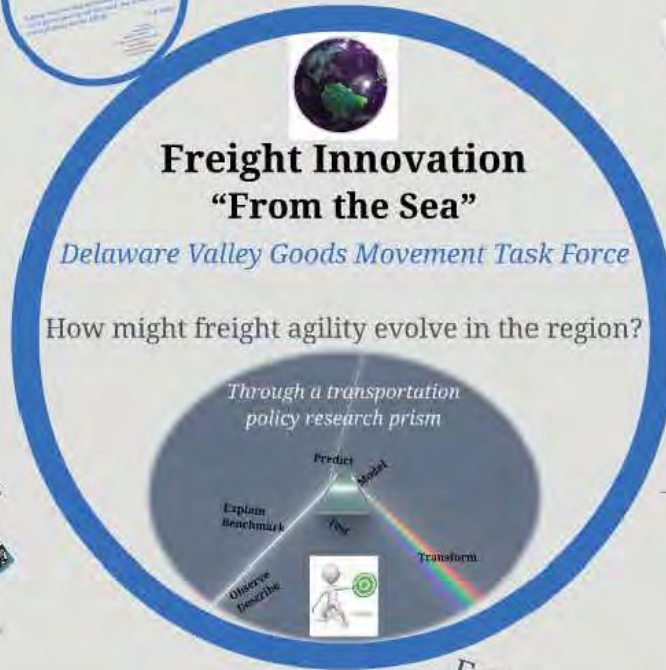 Freight Innovation
“From the Sea”
Delaware Valley Goods Movement Task Force
How might freight agility evolve in the region?
Through a transportation
policy research prism
Predict
Model
Explain
Benchmark
Test
Transform
Observe
Describe